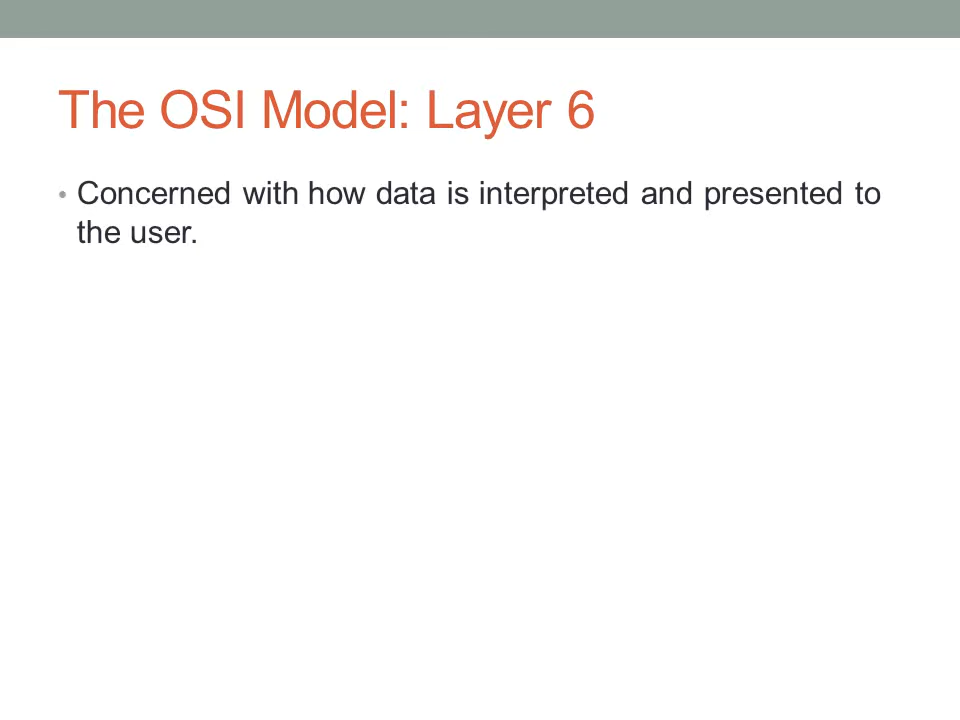 The OSI Model: Layer 6
• Concerned with how data is interpreted and presented to
the user.